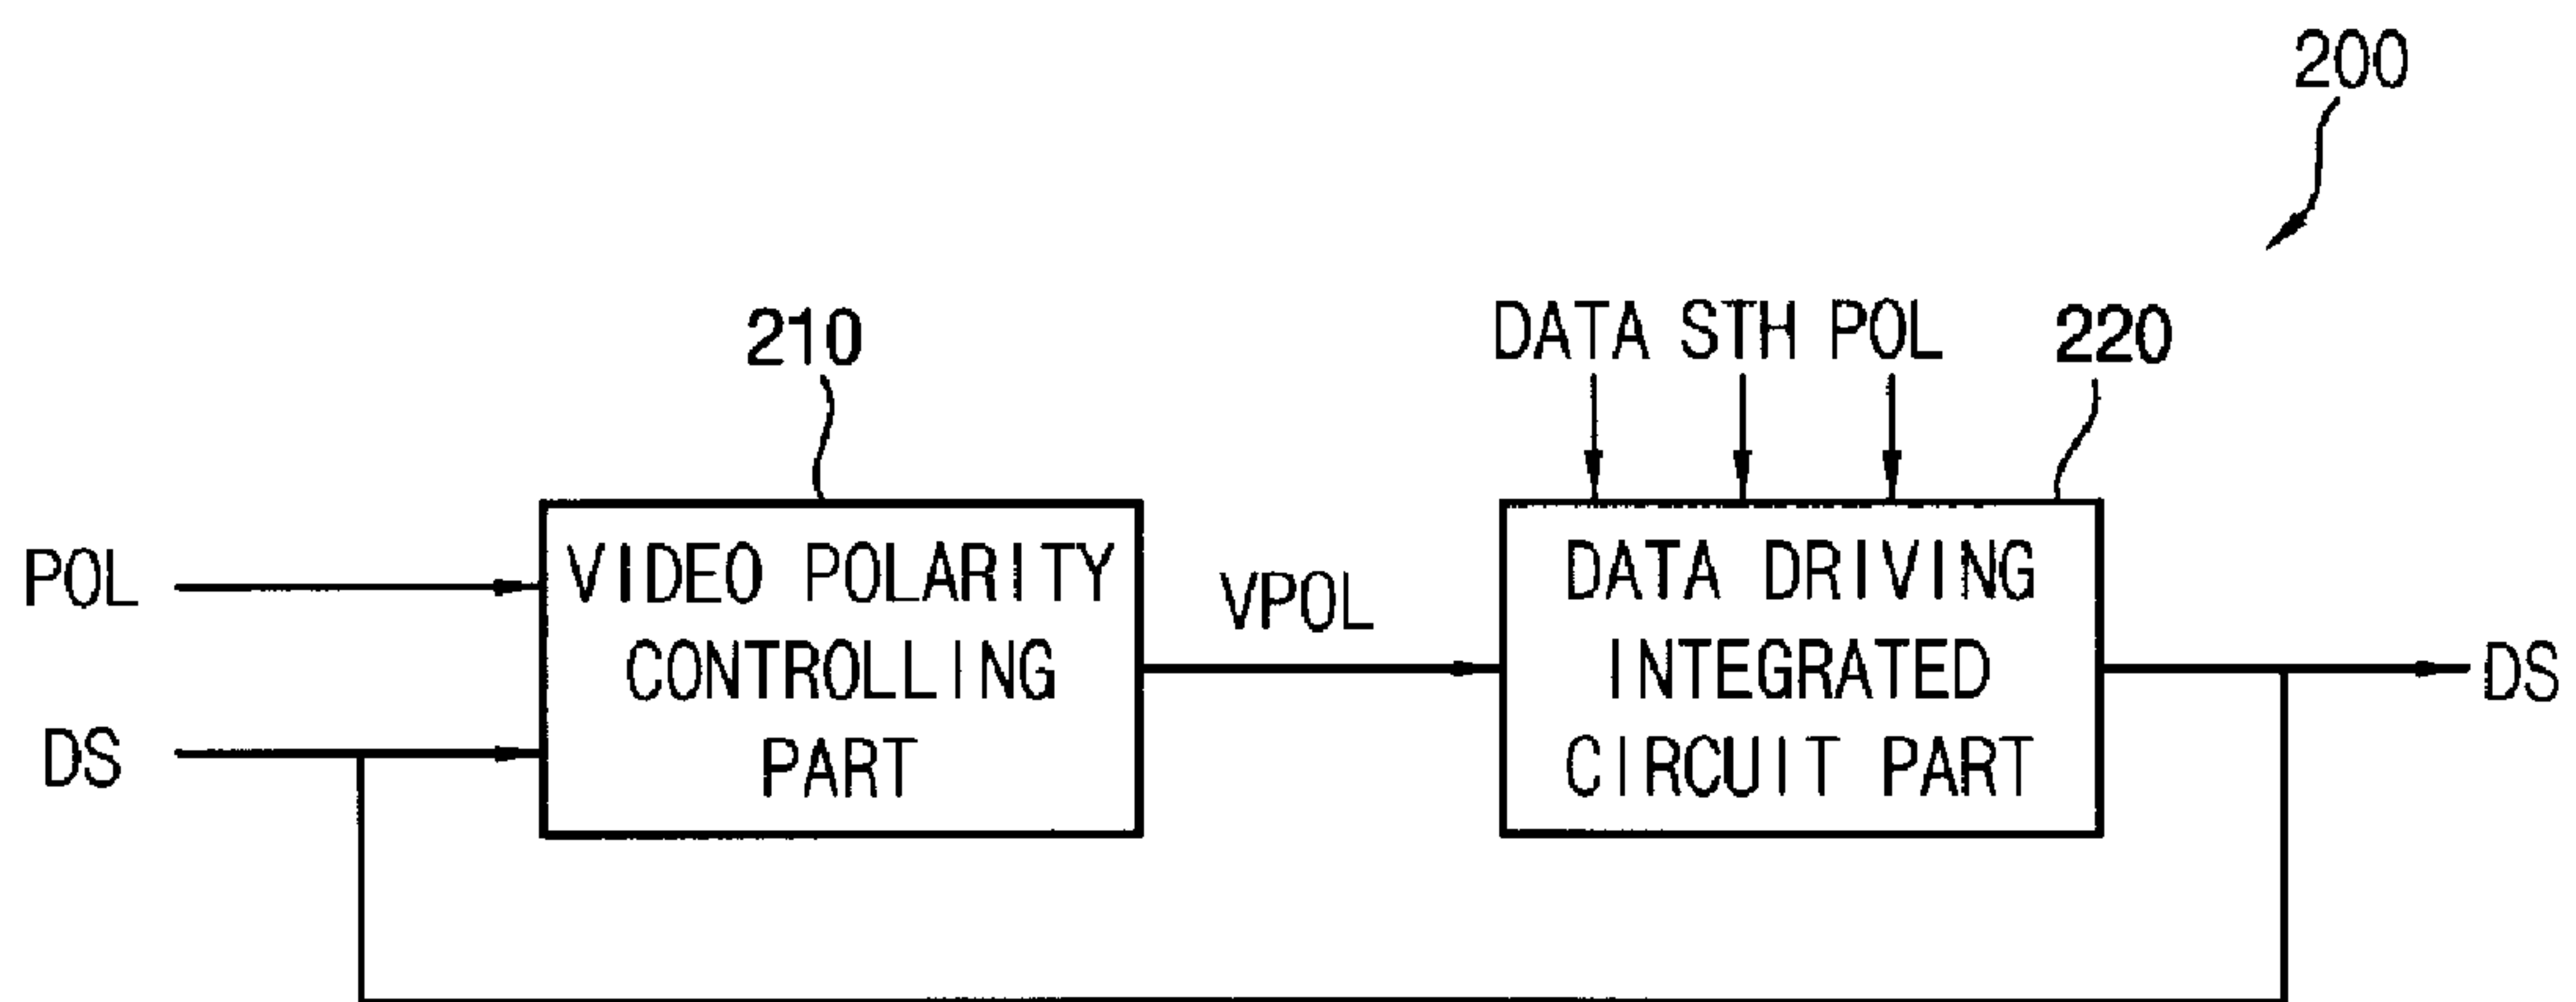 200
210
DATA STH POL 220
POL
VIDEO POLARITY
CONTROLLING
PART
VPOL
DATA DRIVING
INTEGRATED
CIRCUIT PART
DS
DS